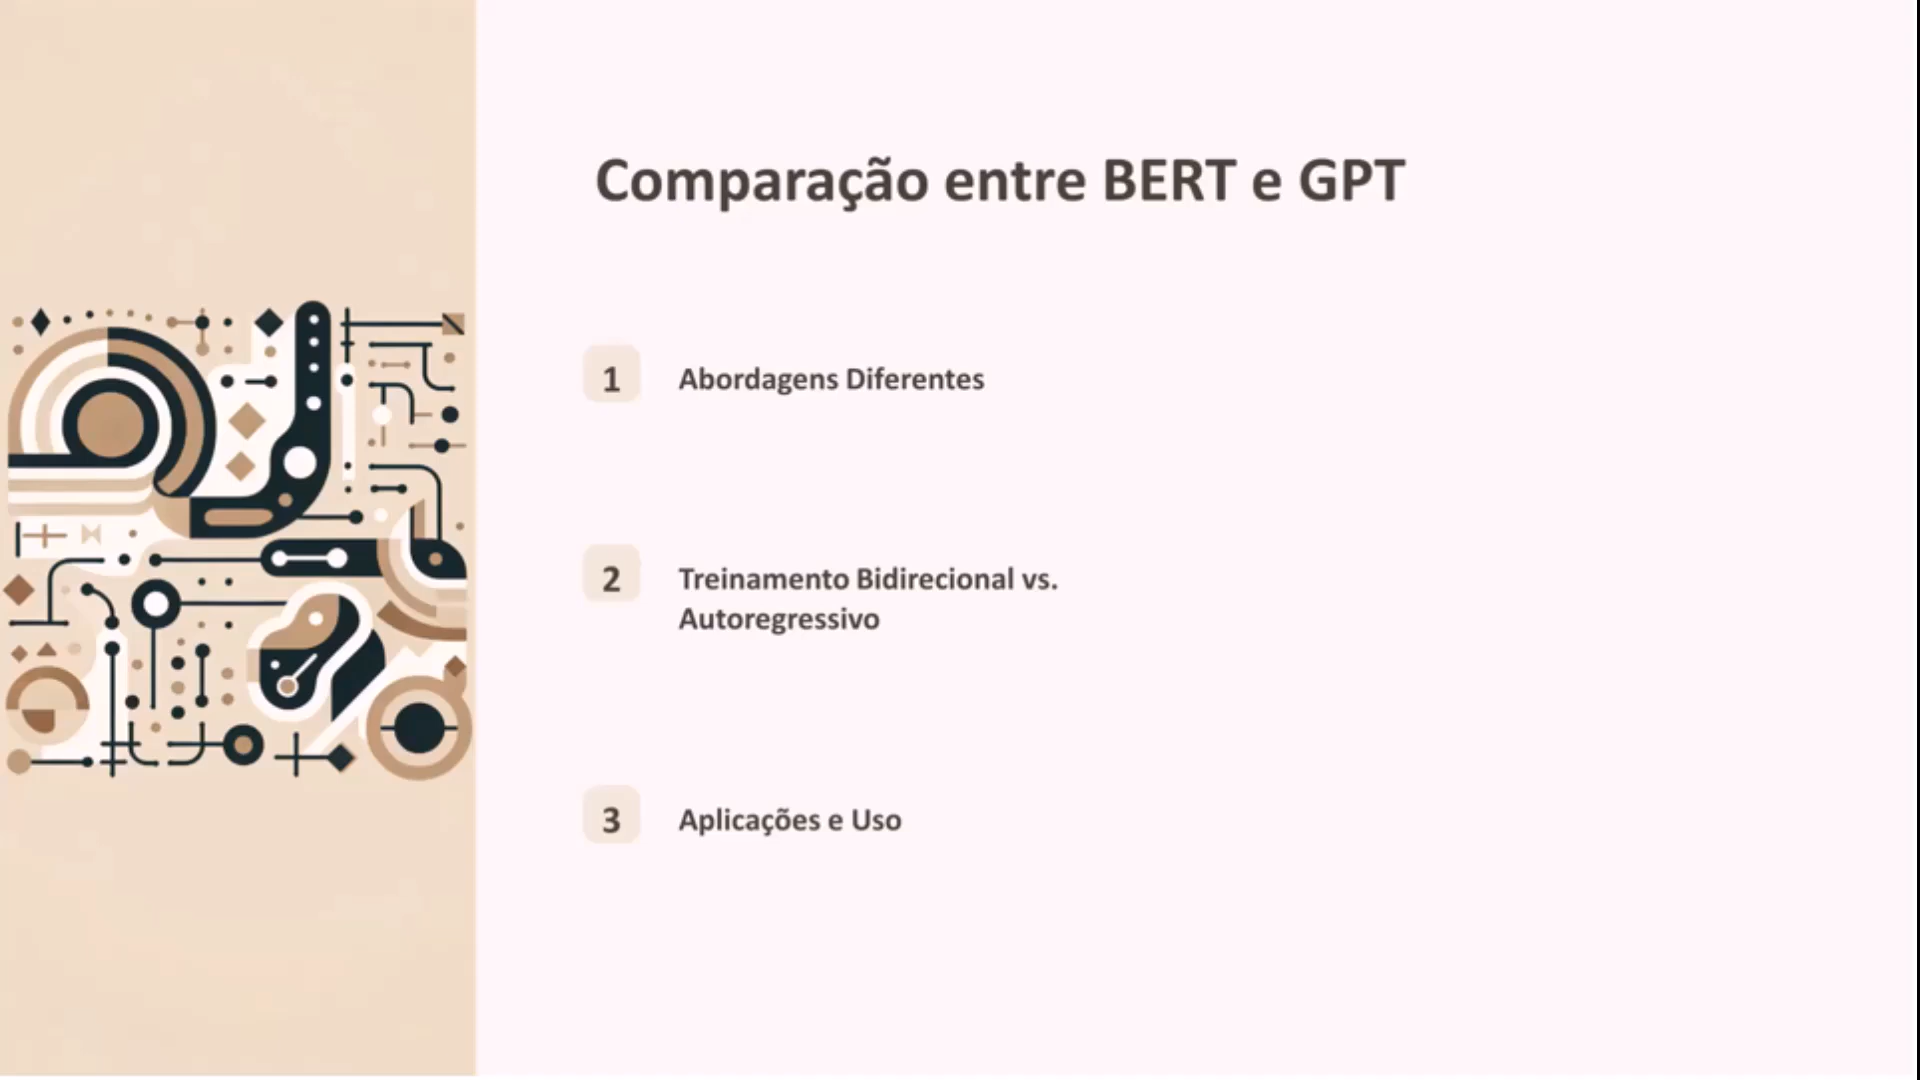 Comparação entre BERT e GPT
1 Abordagens Diferentes
2 Treinamento Bidirecional vs.
Autoregressivo
3 Aplicações e Uso